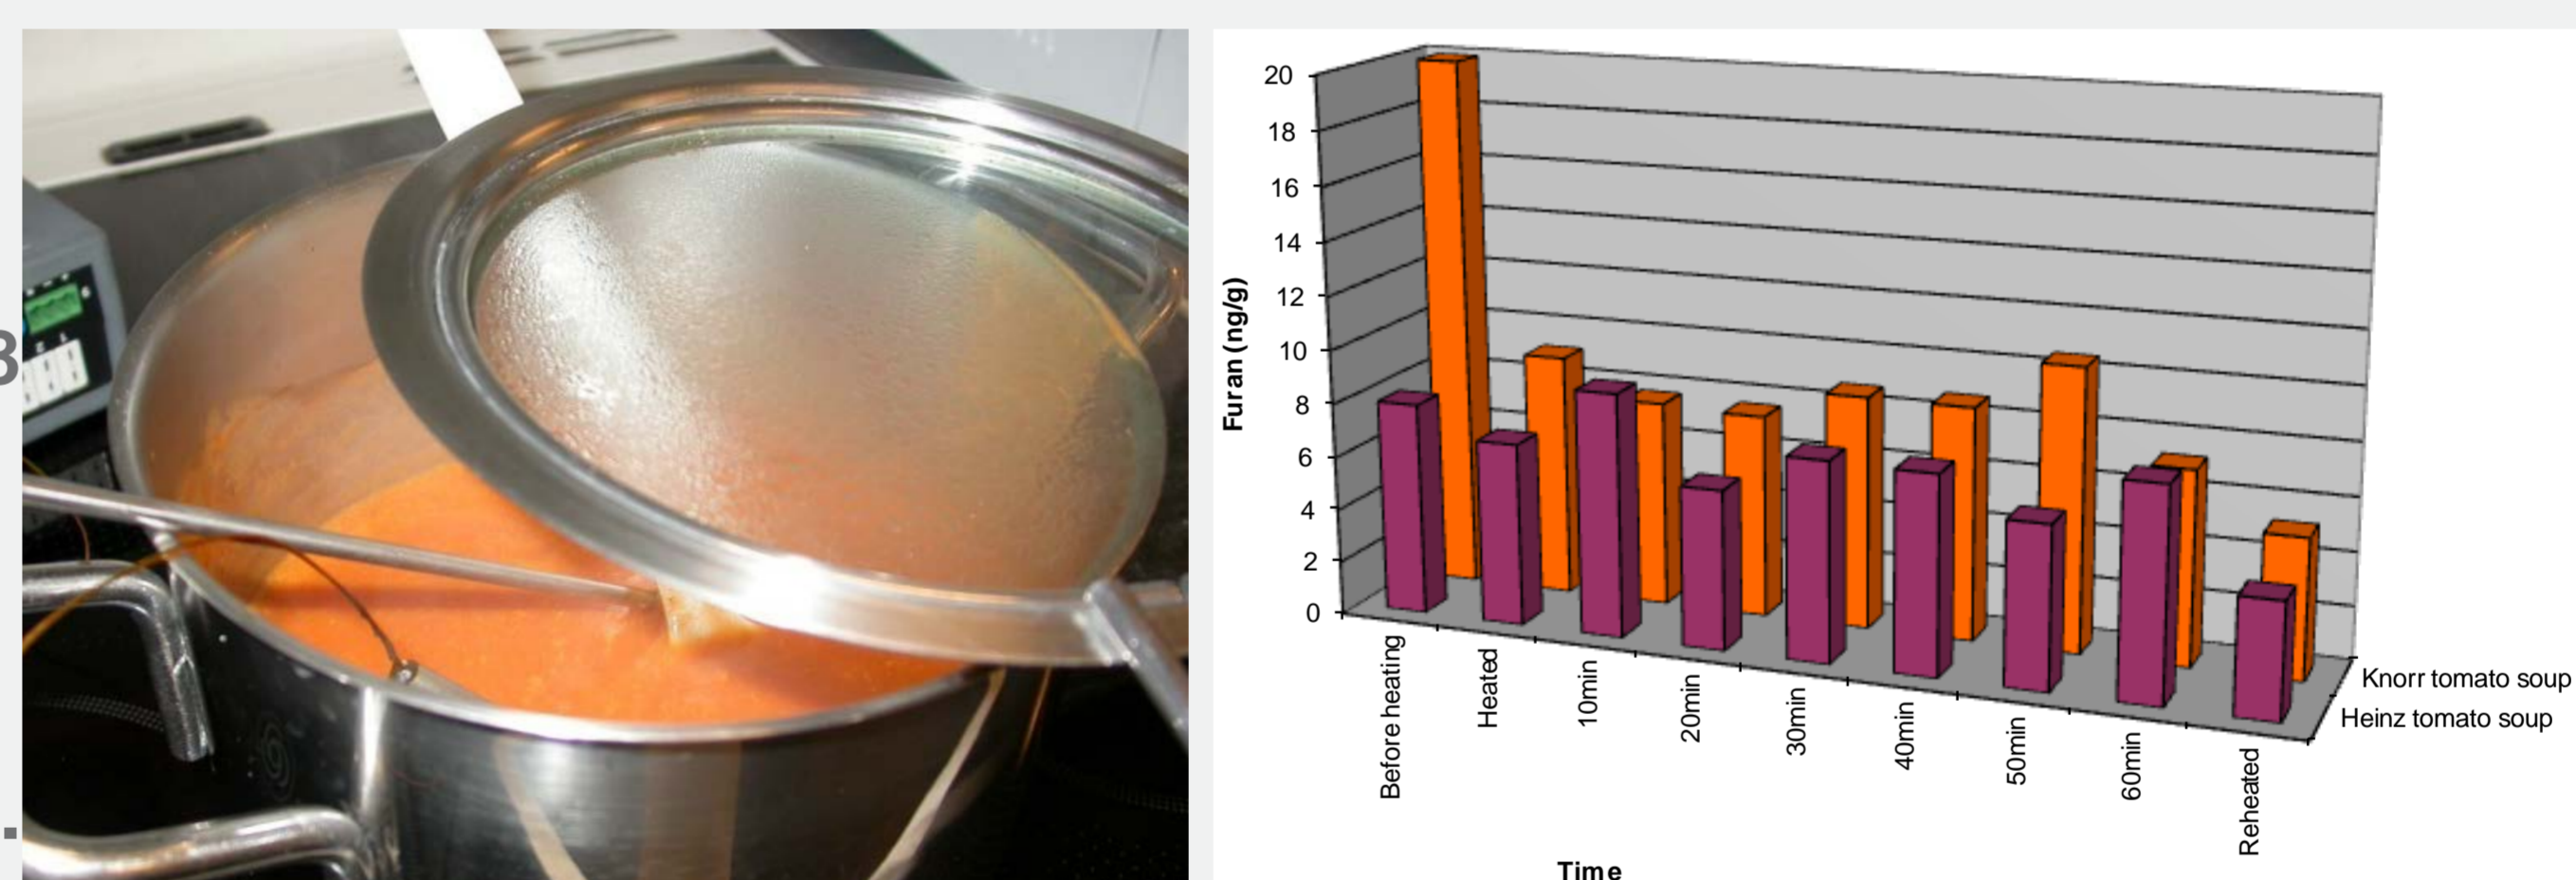 3
.
20
18
16
14
12
10
8
6
4
2
0
Furan (ng/g)
Before heating
Heated
10min
20min
30min
40min
50min
60min
Reheated
Knorr tomato soup
Heinz tomato soup
Time